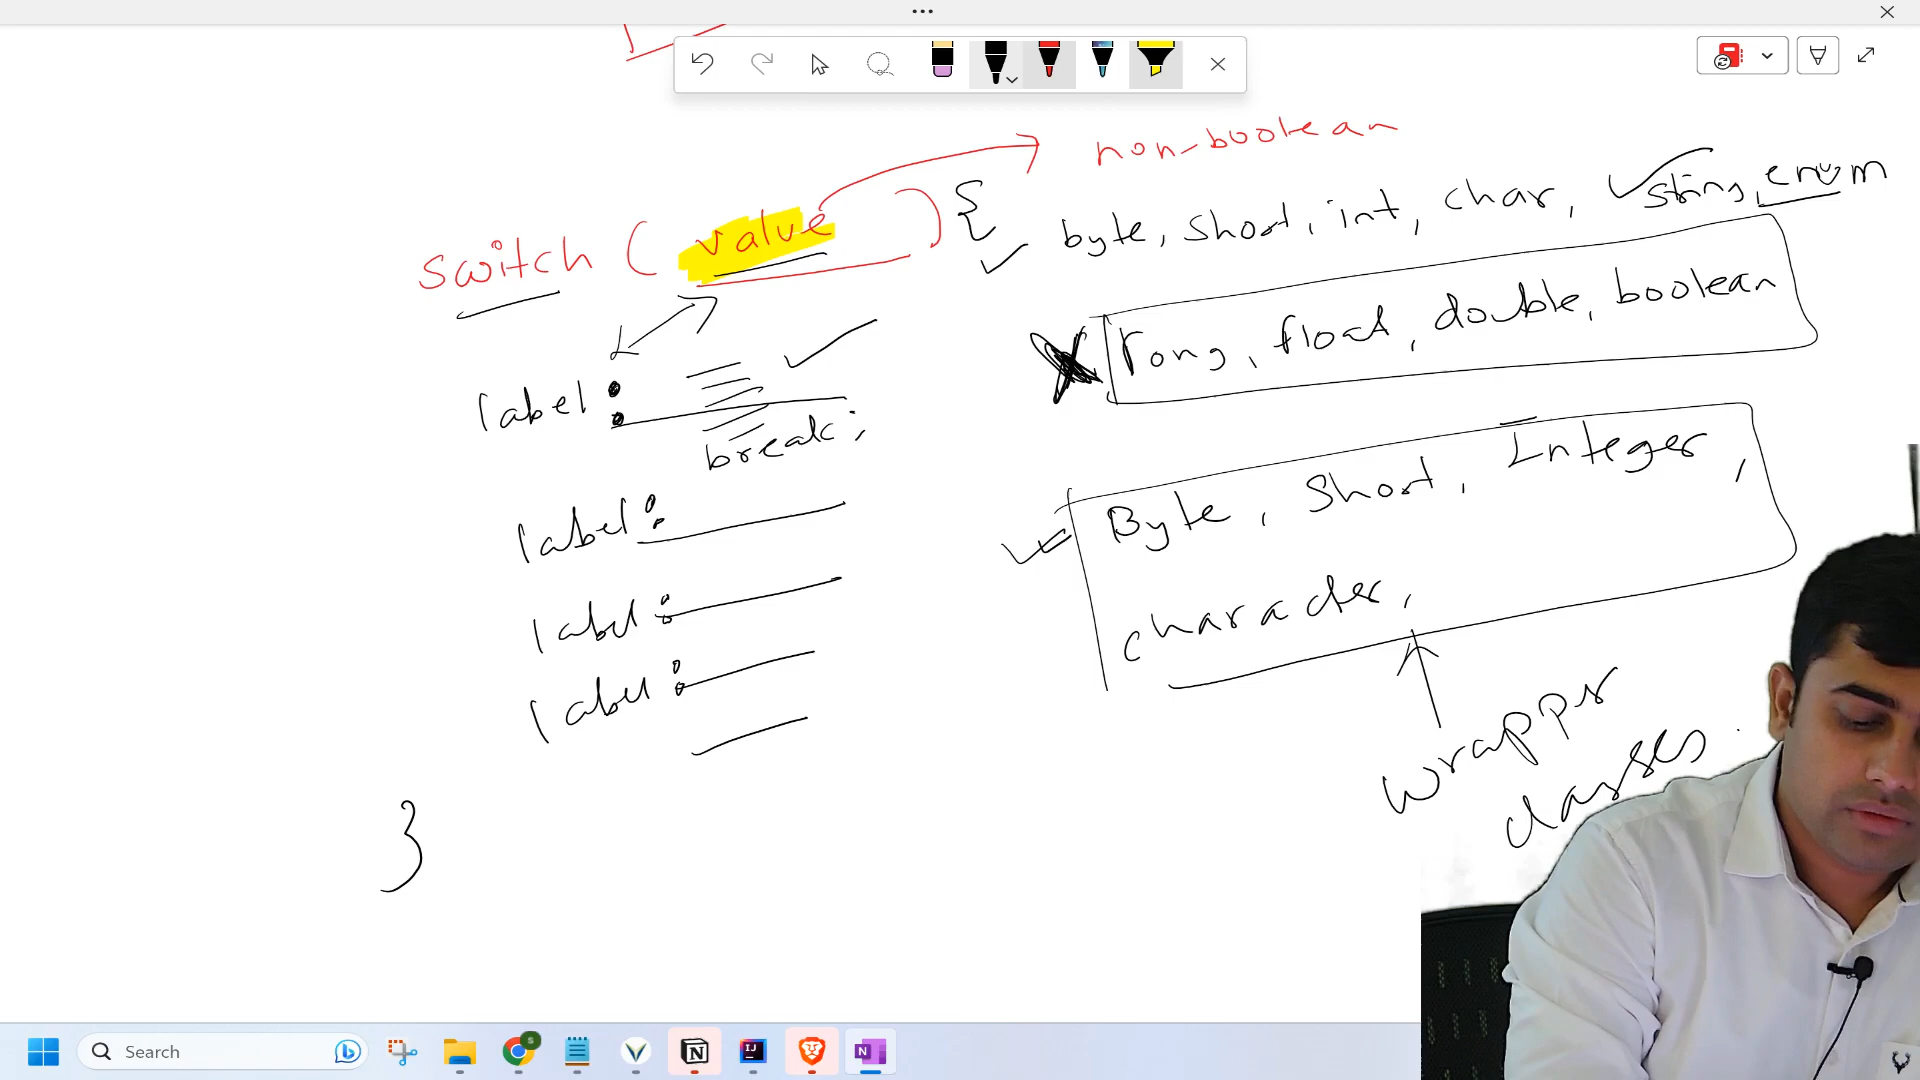 non-boolean
switch ( value ) {
byte, short, int, char, string, enum
long, float, double, boolean
label :
break;
Byte, Short, Integer,
label :
character,
label :
label :
wrapper
classes.
}
Search